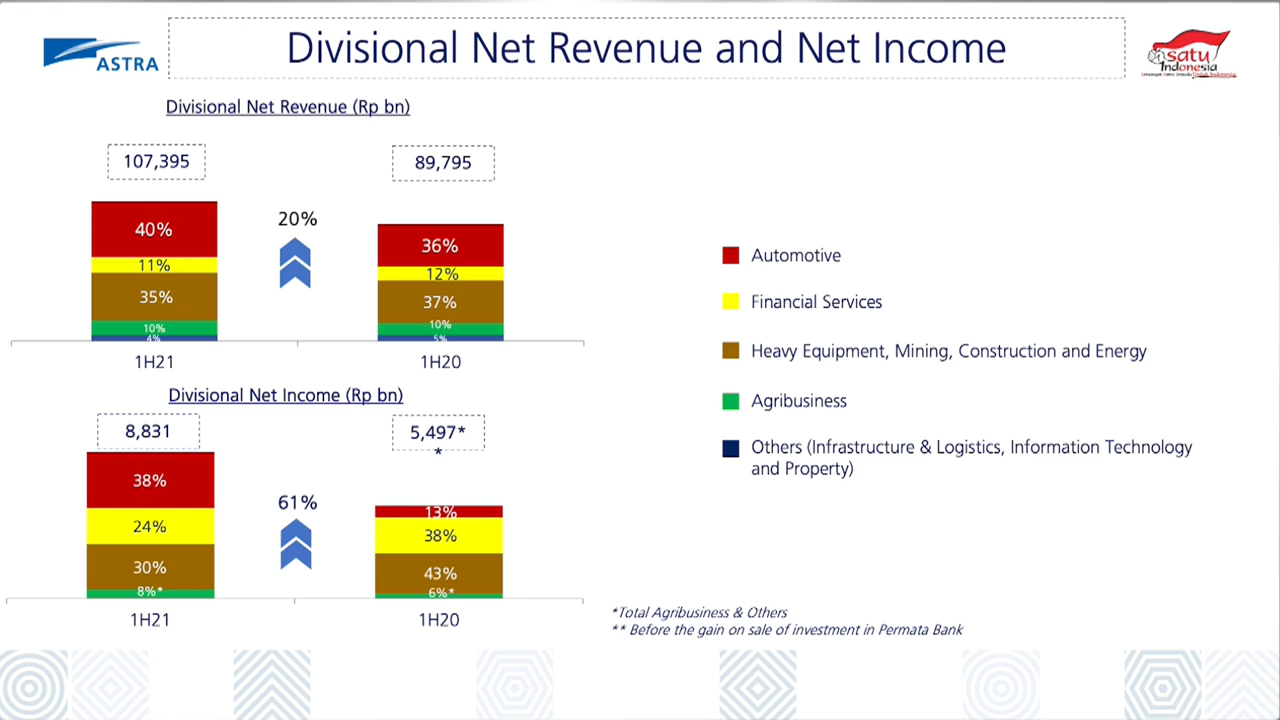 ASTRA
Divisional Net Revenue and Net Income
satu
Indonesia
Divisional Net Revenue (Rp bn)
107,395
89,795
20%
40%
11%
35%
10%
4%
36%
12%
37%
10%
5%
1H21
1H20
Divisional Net Income (Rp bn)
8,831
5,497*
*
61%
38%
24%
30%
8%*
13%
38%
43%
6%*
1H21
1H20
Automotive
Financial Services
Heavy Equipment, Mining, Construction and Energy
Agribusiness
Others (Infrastructure & Logistics, Information Technology
and Property)
*Total Agribusiness & Others
** Before the gain on sale of investment in Permata Bank